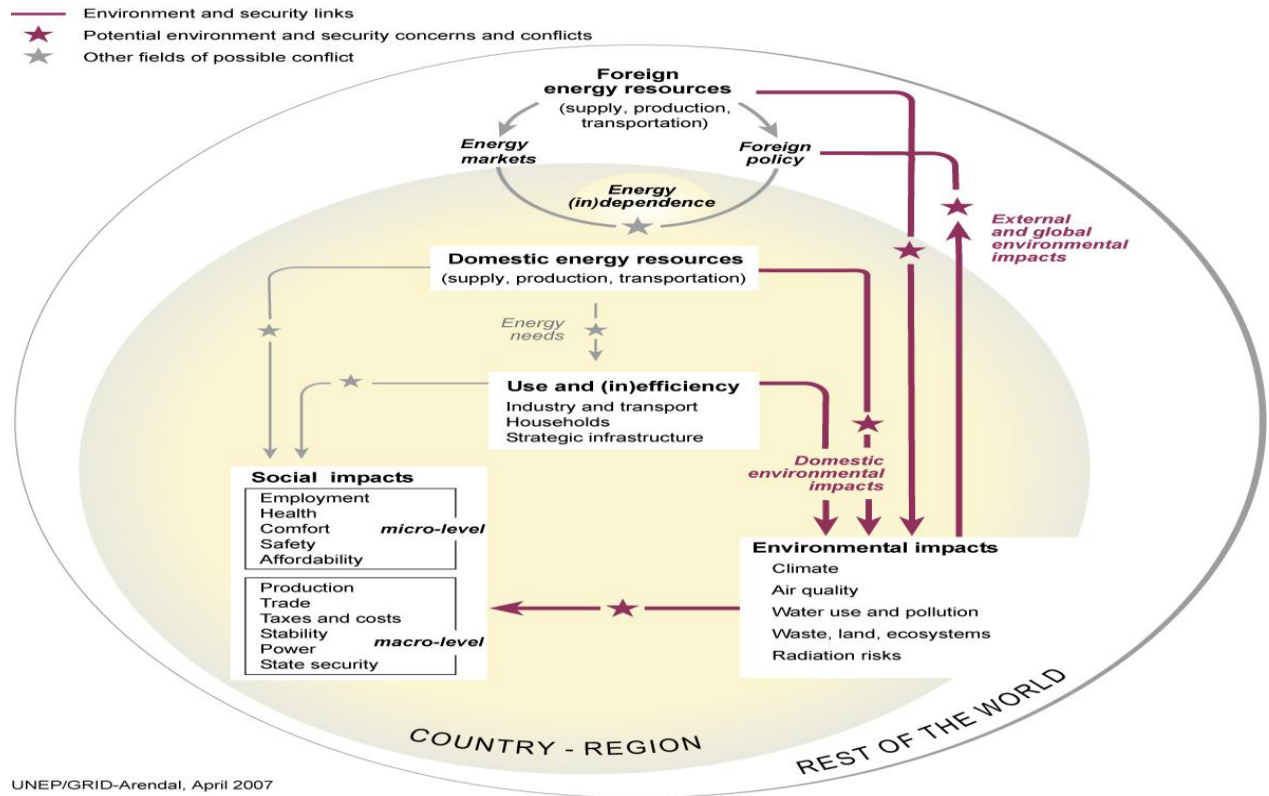 Environment and security links
Potential environment and security concerns and conflicts
Other fields of possible conflict
Foreign
energy resources
(supply, production,
transportation)
Energy
markets
Foreign
policy
Energy
(in)dependence
External
and global
environmental
impacts
Domestic energy resources
(supply, production, transportation)
Energy
needs
Use and (in)efficiency
Industry and transport
Households
Strategic infrastructure
Domestic
environmental
impacts
Social impacts
Employment
Health
Comfort
Safety
Affordability
micro-level
Production
Trade
Taxes and costs
Stability
Power
State security
macro-level
Environmental impacts
Climate
Air quality
Water use and pollution
Waste, land, ecosystems
Radiation risks
COUNTRY - REGION
REST OF THE WORLD
UNEP/GRID-Arendal, April 2007